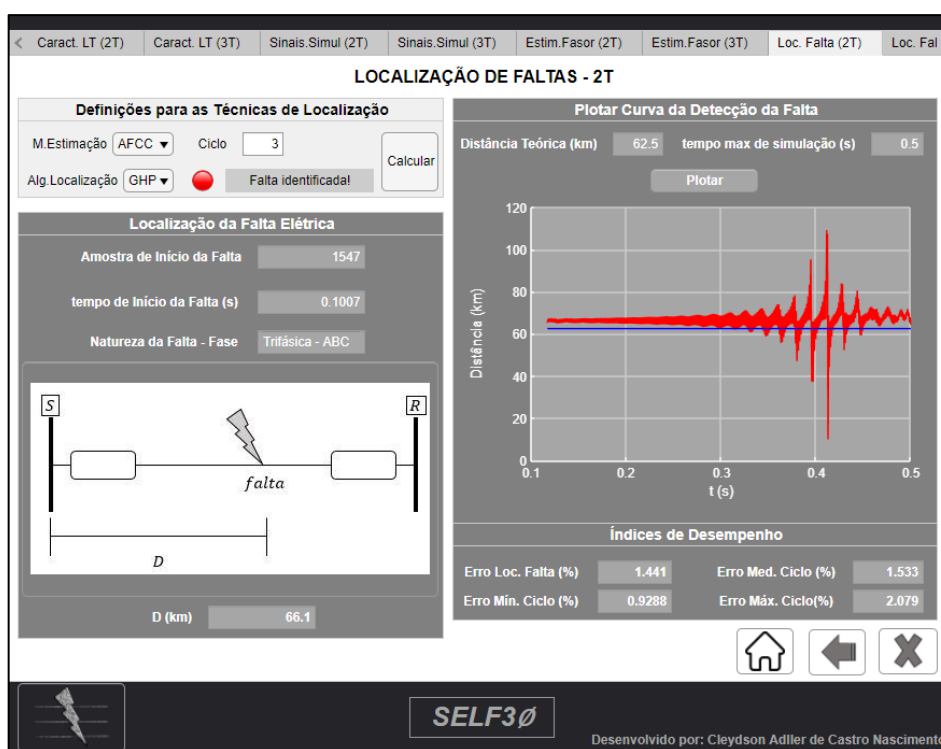 Caract. LT (2T) Caract. LT (3T) Sinais.Simul (2T) Sinais.Simul (3T) Estim.Fasor (2T) Estim.Fasor (3T) Loc. Falta (2T) Loc. Fal
LOCALIZAÇÃO DE FALTAS - 2T
Definições para as Técnicas de Localização
M.Estimação AFCC Ciclo 3
Calcular
Alg.Localização GHP Falta identificada!
Localização da Falta Elétrica
Amostra de Início da Falta 1547
tempo de Início da Falta (s) 0.1007
Natureza da Falta - Fase Trifásica - ABC
S R
falta
D
D (km) 66.1
Plotar Curva da Detecção da Falta
Distância Teórica (km) 62.5 tempo max de simulação (s) 0.5
Plotar
120
100
80
60
40
20
0
Distância (km)
0.1 0.2 0.3 0.4 0.5
t (s)
Índices de Desempenho
Erro Loc. Falta (%) 1.441 Erro Med. Ciclo (%) 1.533
Erro Mín. Ciclo (%) 0.9288 Erro Máx. Ciclo(%) 2.079
SELF3Ø
Desenvolvido por: Cleydson Adller de Castro Nascimento